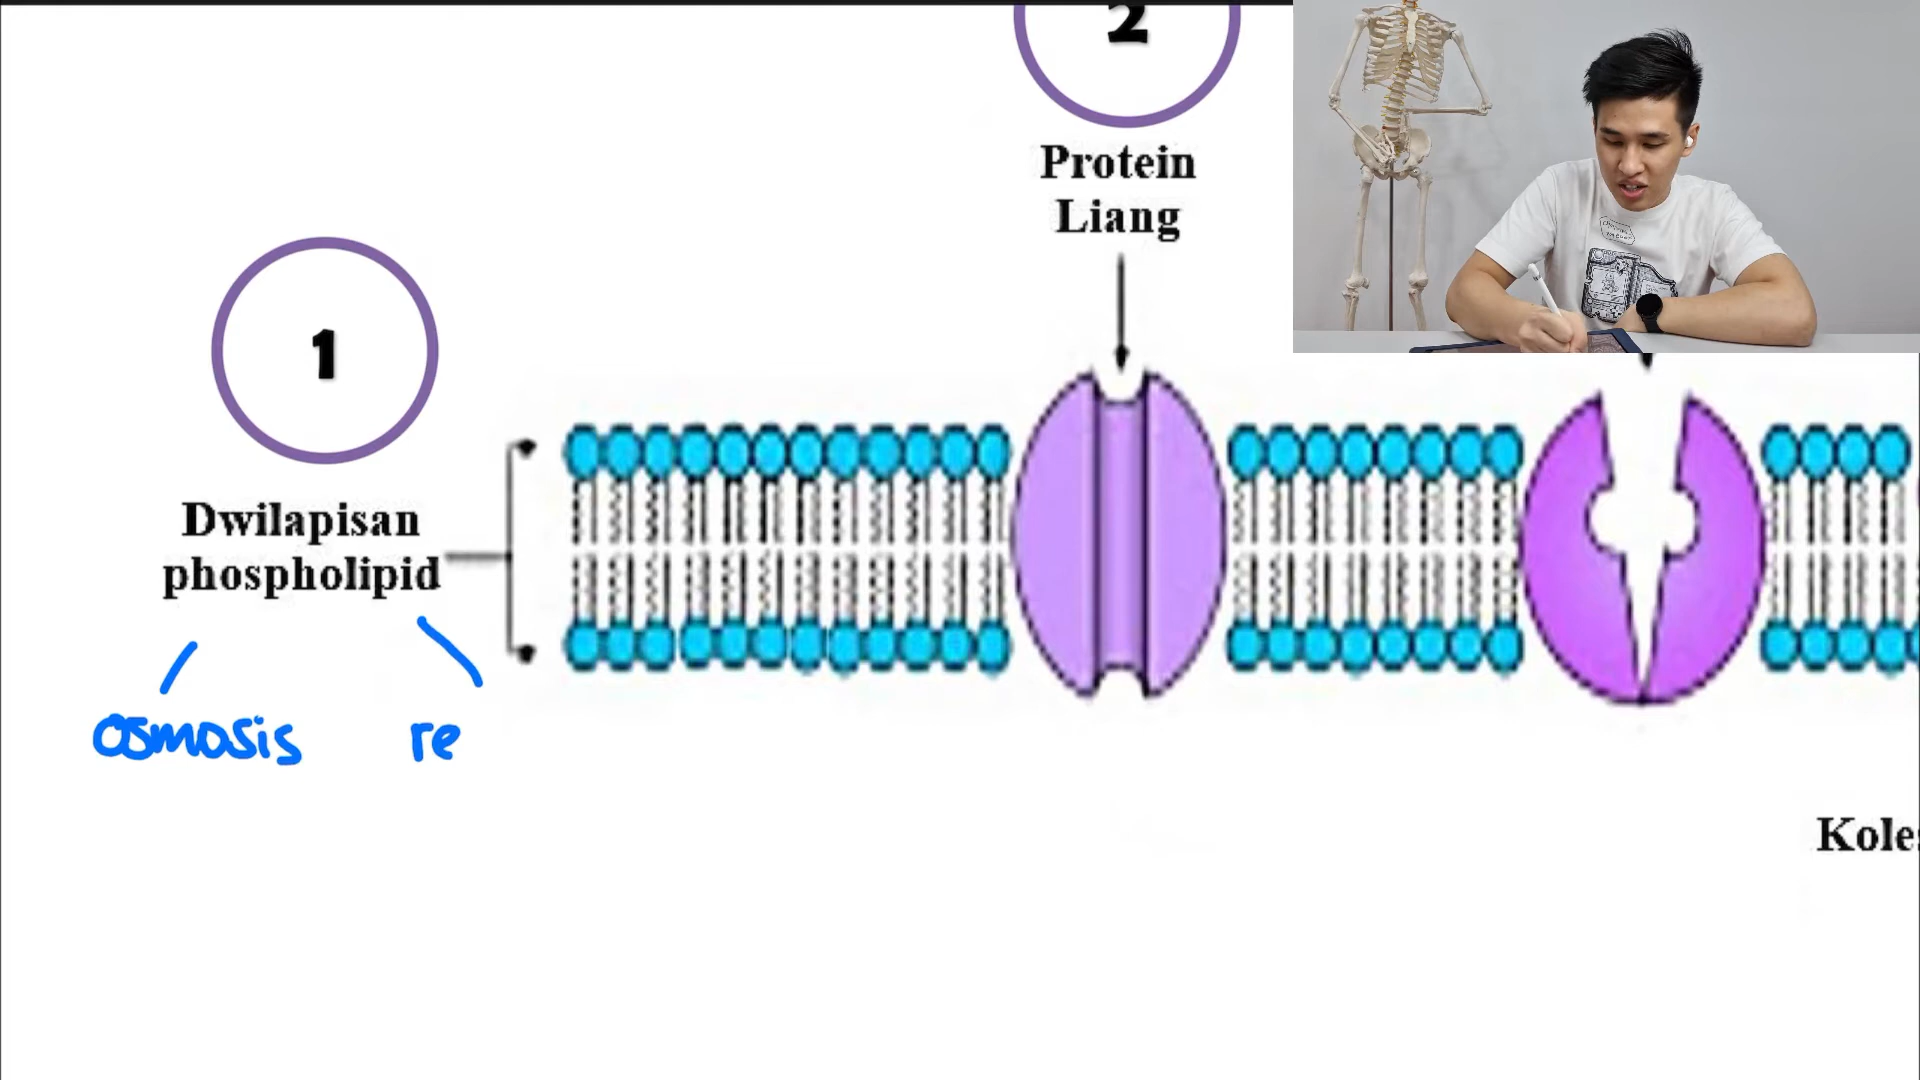 2
Protein
Liang
1
Dwilapisan
phospholipid
osmosis re
Kole